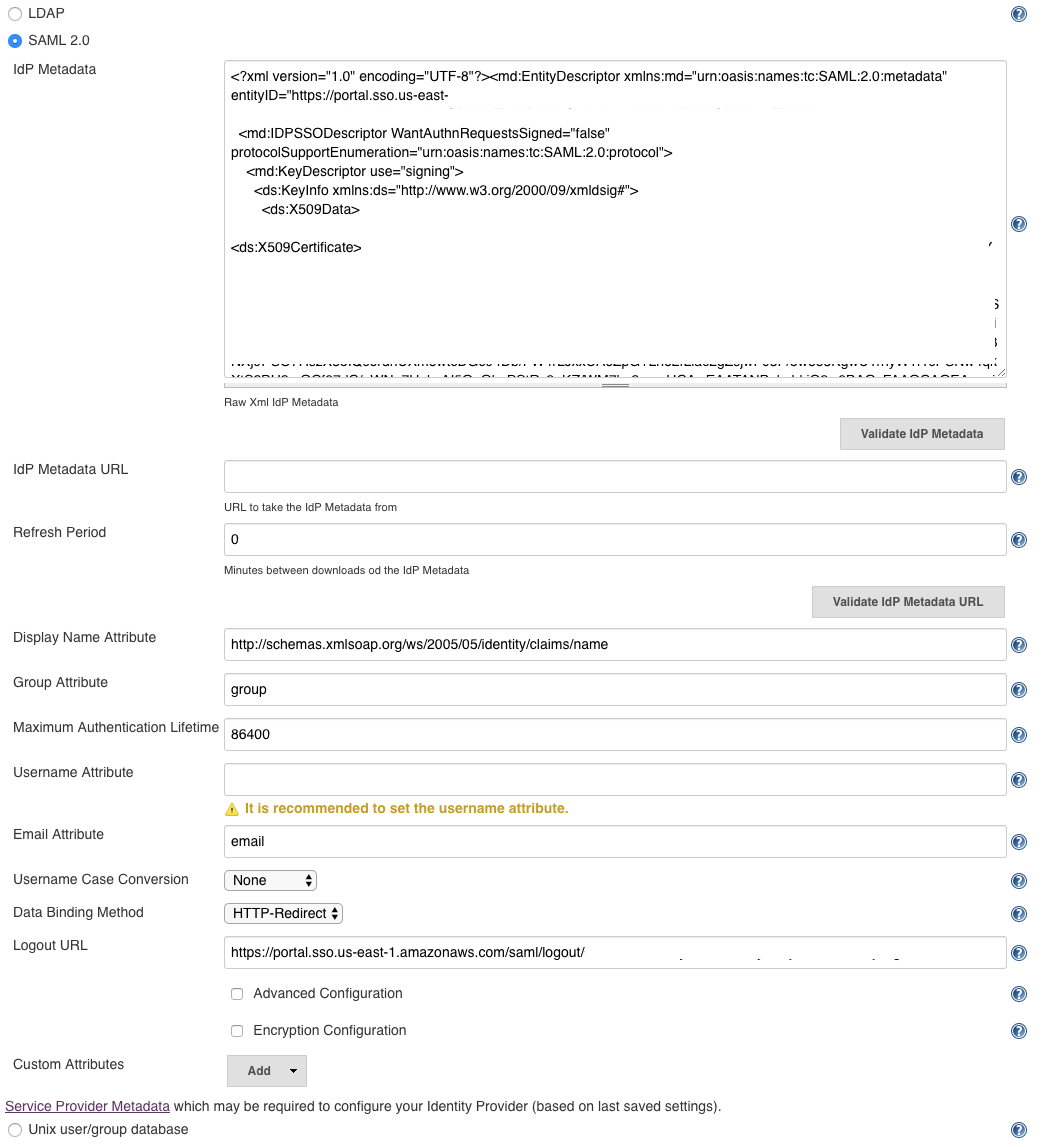 LDAP
SAML 2.0
IdP Metadata
<?xml version="1.0" encoding="UTF-8"?><md:EntityDescriptor xmlns:md="urn:oasis:names:tc:SAML:2.0:metadata"
entityID="https://portal.sso.us-east-
<md:IDPSSODescriptor WantAuthnRequestsSigned="false"
protocolSupportEnumeration="urn:oasis:names:tc:SAML:2.0:protocol">
<md:KeyDescriptor use="signing">
<ds:KeyInfo xmlns:ds="http://www.w3.org/2000/09/xmldsig#">
<ds:X509Data>
<ds:X509Certificate>
Raw Xml IdP Metadata
Validate IdP Metadata
IdP Metadata URL
URL to take the IdP Metadata from
Refresh Period
0
Minutes between downloads od the IdP Metadata
Validate IdP Metadata URL
Display Name Attribute
http://schemas.xmlsoap.org/ws/2005/05/identity/claims/name
Group Attribute
group
Maximum Authentication Lifetime
86400
Username Attribute
It is recommended to set the username attribute.
Email Attribute
email
Username Case Conversion
None
Data Binding Method
HTTP-Redirect
Logout URL
https://portal.sso.us-east-1.amazonaws.com/saml/logout/
Advanced Configuration
Encryption Configuration
Custom Attributes
Add
Service Provider Metadata which may be required to configure your Identity Provider (based on last saved settings).
Unix user/group database